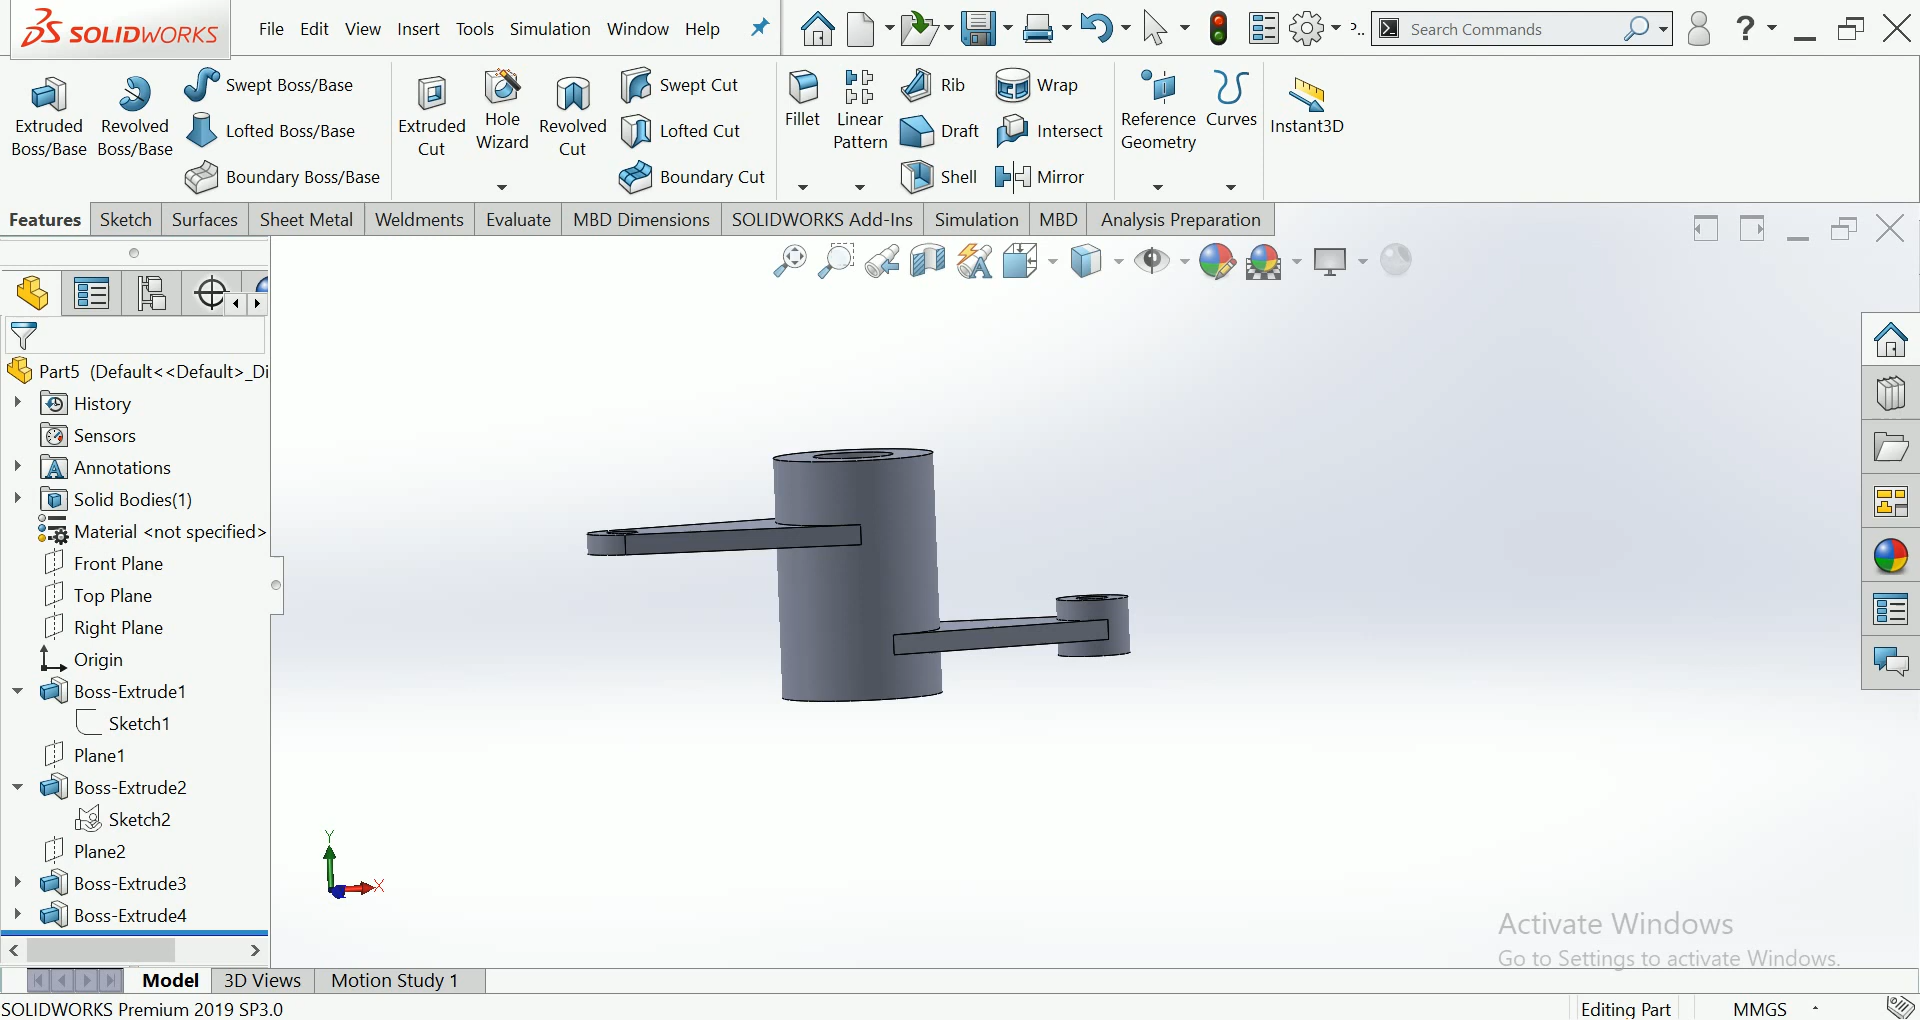 SOLIDWORKS
File Edit View Insert Tools Simulation Window Help
?..
Search Commands
?
Extruded Boss/Base
Revolved Boss/Base
Swept Boss/Base
Lofted Boss/Base
Boundary Boss/Base
Extruded Cut
Hole Wizard
Revolved Cut
Swept Cut
Lofted Cut
Boundary Cut
Fillet
Linear Pattern
Rib
Draft
Shell
Wrap
Intersect
Mirror
Reference Geometry
Curves
Instant3D
Features Sketch Surfaces Sheet Metal Weldments Evaluate MBD Dimensions SOLIDWORKS Add-Ins Simulation MBD Analysis Preparation
Part5 (Default<<Default>_Di
History
Sensors
Annotations
Solid Bodies(1)
Material <not specified>
Front Plane
Top Plane
Right Plane
Origin
Boss-Extrude1
Sketch1
Plane1
Boss-Extrude2
Sketch2
Plane2
Boss-Extrude3
Boss-Extrude4
Y
X
Activate Windows
Go to Settings to activate Windows.
Model 3D Views Motion Study 1
SOLIDWORKS Premium 2019 SP3.0
Editing Part MMGS